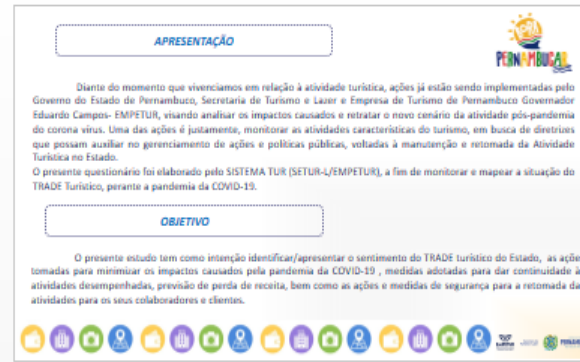 APRESENTAÇÃO
PRA
PERNAMBUCAR
Diante do momento que vivenciamos em relação à atividade turística, ações já estão sendo implementadas pelo
Governo do Estado de Pernambuco, Secretaria de Turismo e Lazer e Empresa de Turismo de Pernambuco Governador
Eduardo Campos- EMPETUR, visando analisar os impactos causados e retratar o novo cenário da atividade pós-pandemia
do corona vírus. Uma das ações é justamente, monitorar as atividades características do turismo, em busca de diretrizes
que possam auxiliar no gerenciamento de ações e políticas públicas, voltadas à manutenção e retomada da Atividade
Turística no Estado.
O presente questionário foi elaborado pelo SISTEMA TUR (SETUR-L/EMPETUR), a fim de monitorar e mapear a situação do
TRADE Turístico, perante a pandemia da COVID-19.
OBJETIVO
O presente estudo tem como intenção identificar/apresentar o sentimento do TRADE turístico do Estado, as açõe
tomadas para minimizar os impactos causados pela pandemia da COVID-19 , medidas adotadas para dar continuidade à
atividades desempenhadas, previsão de perda de receita, bem como as ações e medidas de segurança para a retomada da
atividades para os seus colaboradores e clientes.